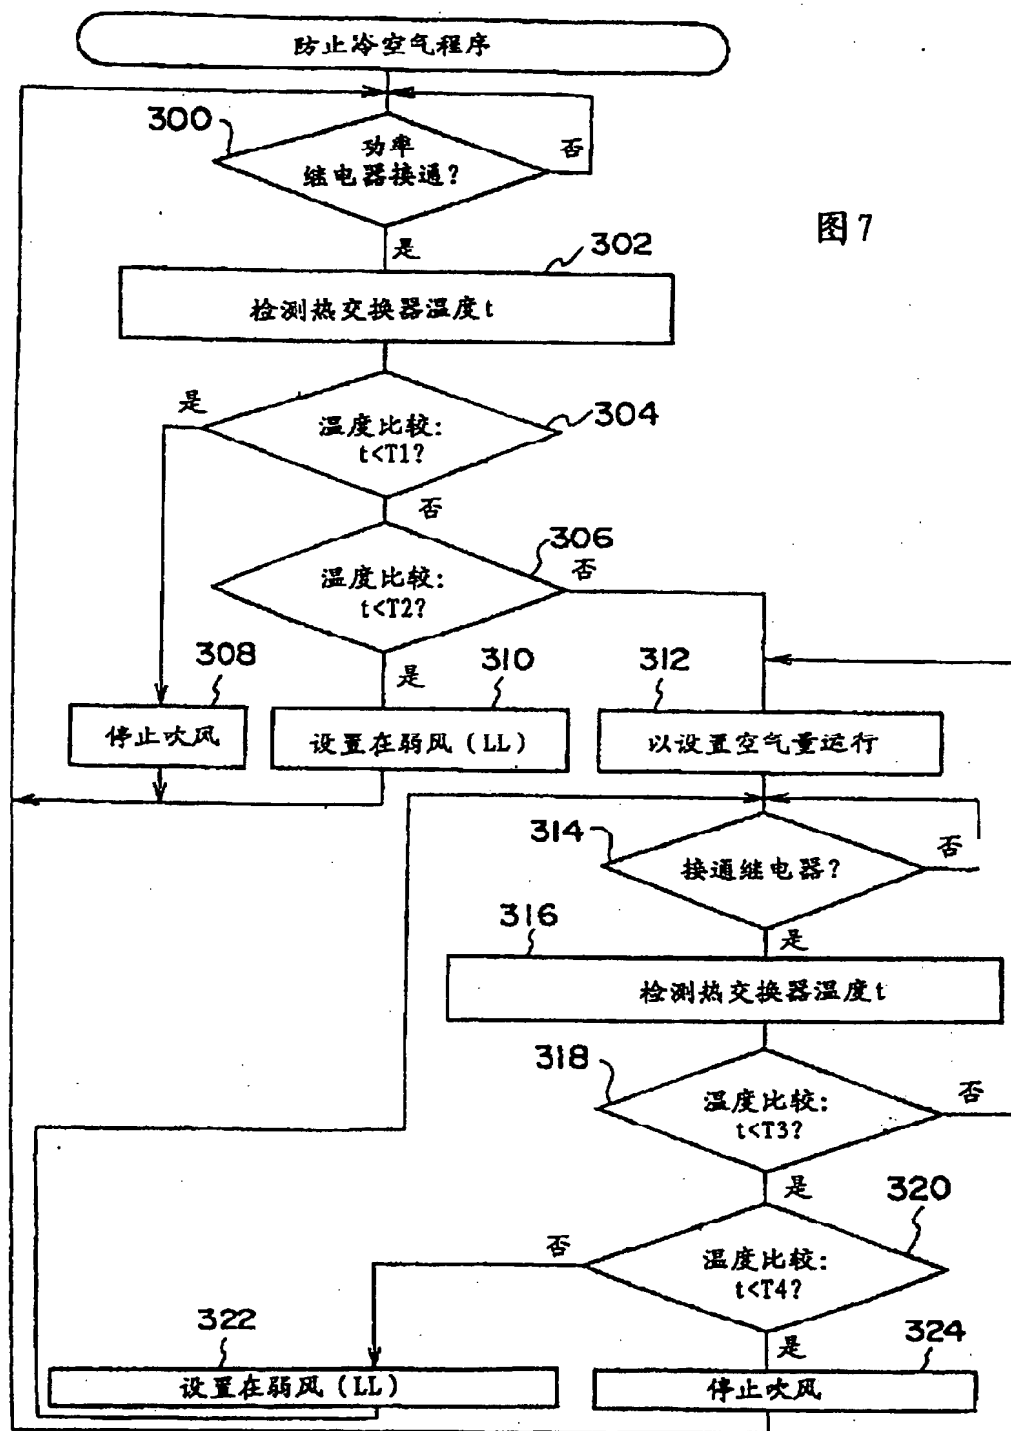 防止冷空气程序
300
功率
继电器接通?
否
是
图7
302
检测热交换器温度t
是
温度比较:
t<T1?
304
否
温度比较:
t<T2?
306
否
308
是
310
312
停止吹风
设置在弱风(LL)
以设置空气量运行
314
接通继电器?
否
316
是
检测热交换器温度t
318
温度比较:
t<T3?
否
是
320
否
温度比较:
t<T4?
322
是
324
设置在弱风(LL)
停止吹风